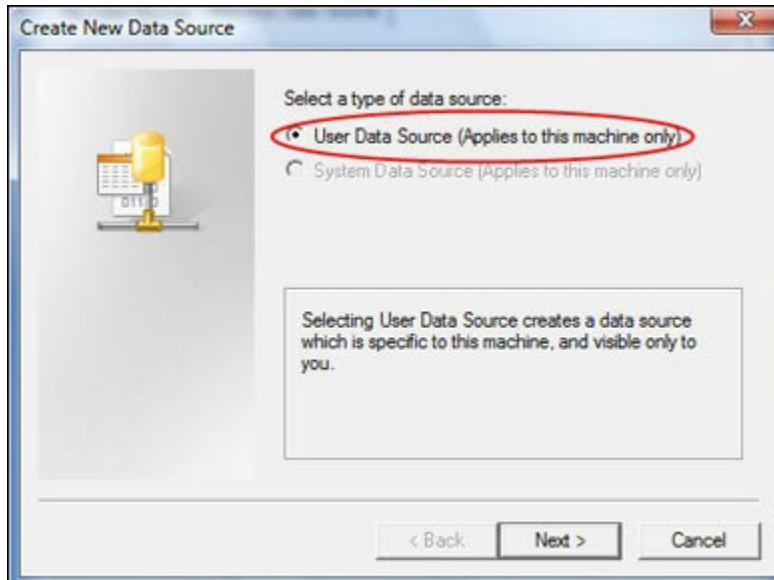 Create New Data Source
Select a type of data source:
User Data Source (Applies to this machine only)
System Data Source (Applies to this machine only)
Selecting User Data Source creates a data source
which is specific to this machine, and visible only to
you.
< Back
Next >
Cancel